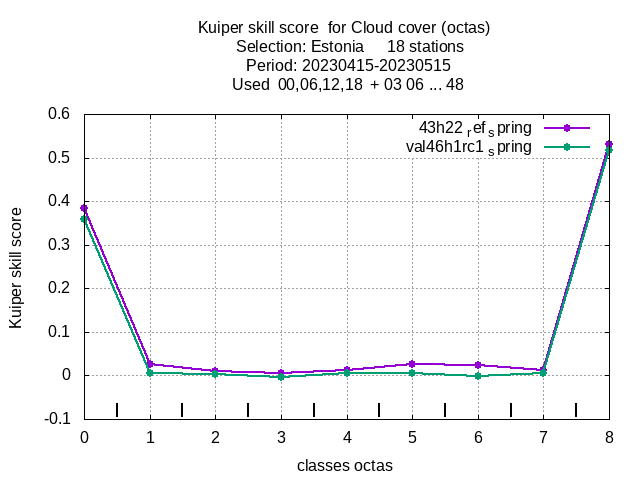 Kuiper skill score  for Cloud cover (octas)
Selection: Estonia     18 stations
Period: 20230415-20230515
Used  00,06,12,18  + 03 06 ... 48
43h22 ref spring
val46h1rc1 spring
0.6
0.5
0.4
0.3
0.2
0.1
0
-0.1
Kuiper skill score
0 1 2 3 4 5 6 7 8
classes octas